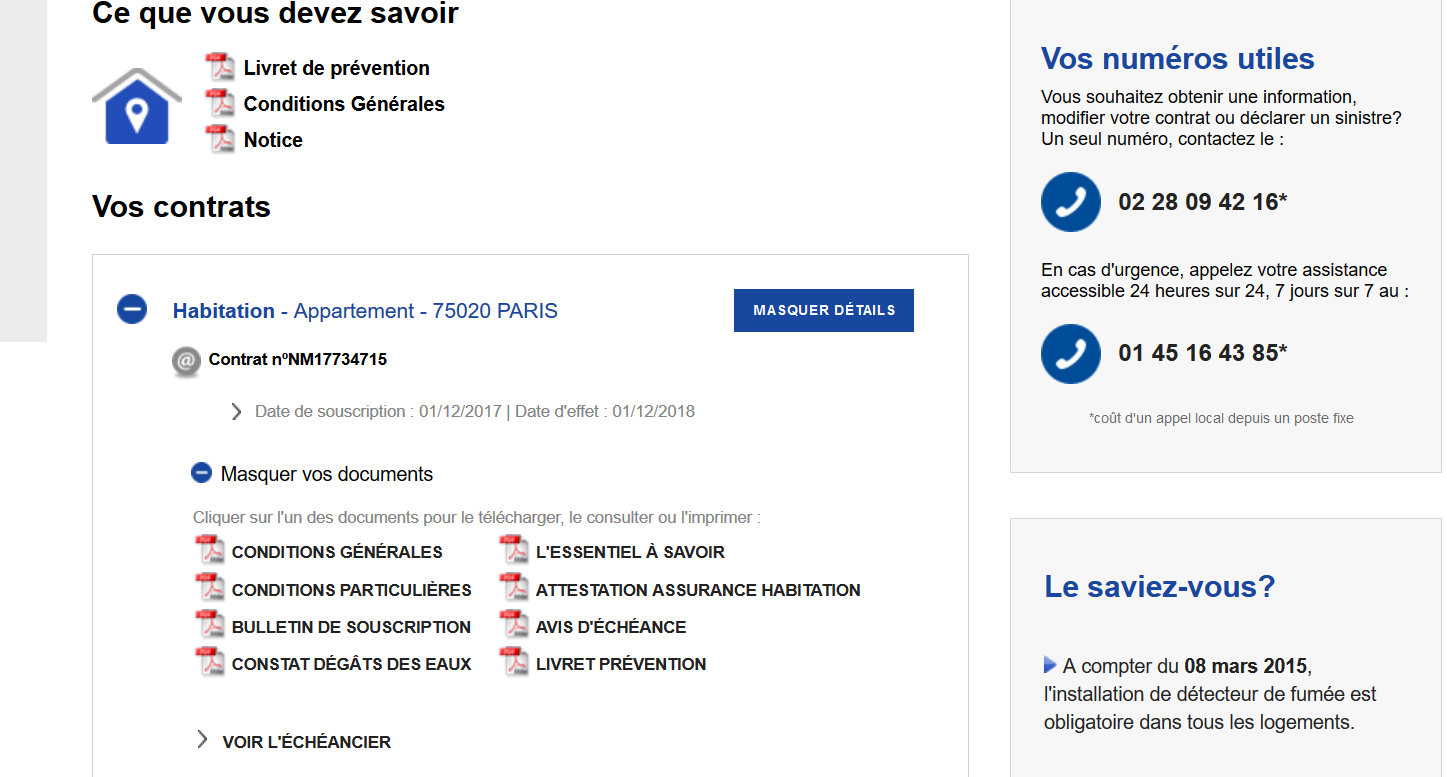 Ce que vous devez savoir
Livret de prévention
Conditions Générales
Notice
Vos contrats
Habitation - Appartement - 75020 PARIS
MASQUER DÉTAILS
@ Contrat nºNM17734715
Date de souscription : 01/12/2017 | Date d'effet : 01/12/2018
Masquer vos documents
Cliquer sur l'un des documents pour le télécharger, le consulter ou l'imprimer :
CONDITIONS GÉNÉRALES
L'ESSENTIEL À SAVOIR
CONDITIONS PARTICULIÈRES
ATTESTATION ASSURANCE HABITATION
BULLETIN DE SOUSCRIPTION
AVIS D'ÉCHÉANCE
CONSTAT DÉGÂTS DES EAUX
LIVRET PRÉVENTION
VOIR L'ÉCHÉANCIER
Vos numéros utiles
Vous souhaitez obtenir une information,
modifier votre contrat ou déclarer un sinistre?
Un seul numéro, contactez le :
02 28 09 42 16*
En cas d'urgence, appelez votre assistance
accessible 24 heures sur 24, 7 jours sur 7 au :
01 45 16 43 85*
*coût d'un appel local depuis un poste fixe
Le saviez-vous?
A compter du 08 mars 2015,
l'installation de détecteur de fumée est
obligatoire dans tous les logements.